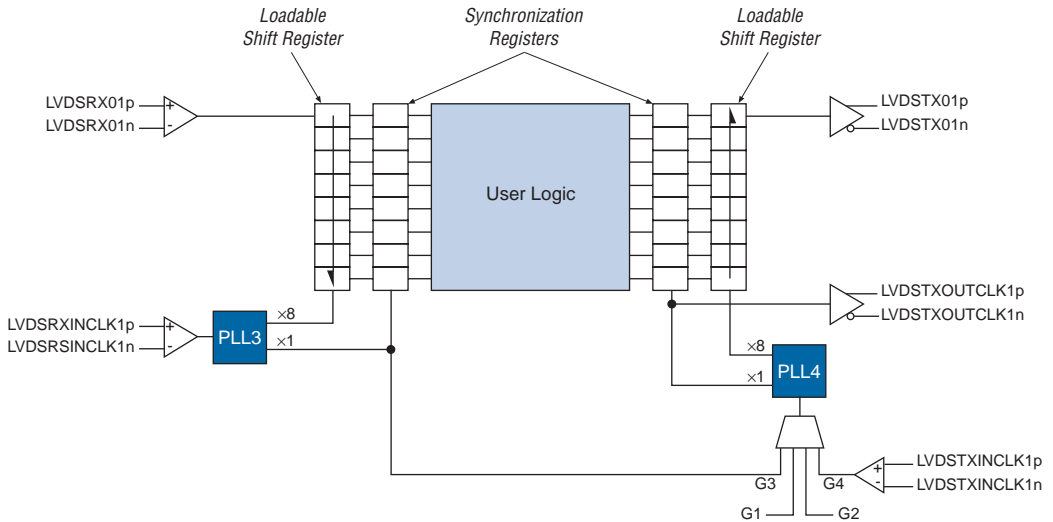 Loadable
Shift Register
Synchronization
Registers
Loadable
Shift Register
LVDSRX01p
+
LVDSRX01n
-
User Logic
LVDSTX01p
LVDSTX01n
LVDSRXINCLK1p
+
LVDSRSINCLK1n
-
PLL3
×8
×1
LVDSTXOUTCLK1p
LVDSTXOUTCLK1n
×8
×1
PLL4
G3
G4
+
LVDSTXINCLK1p
-
LVDSTXINCLK1n
G1
G2